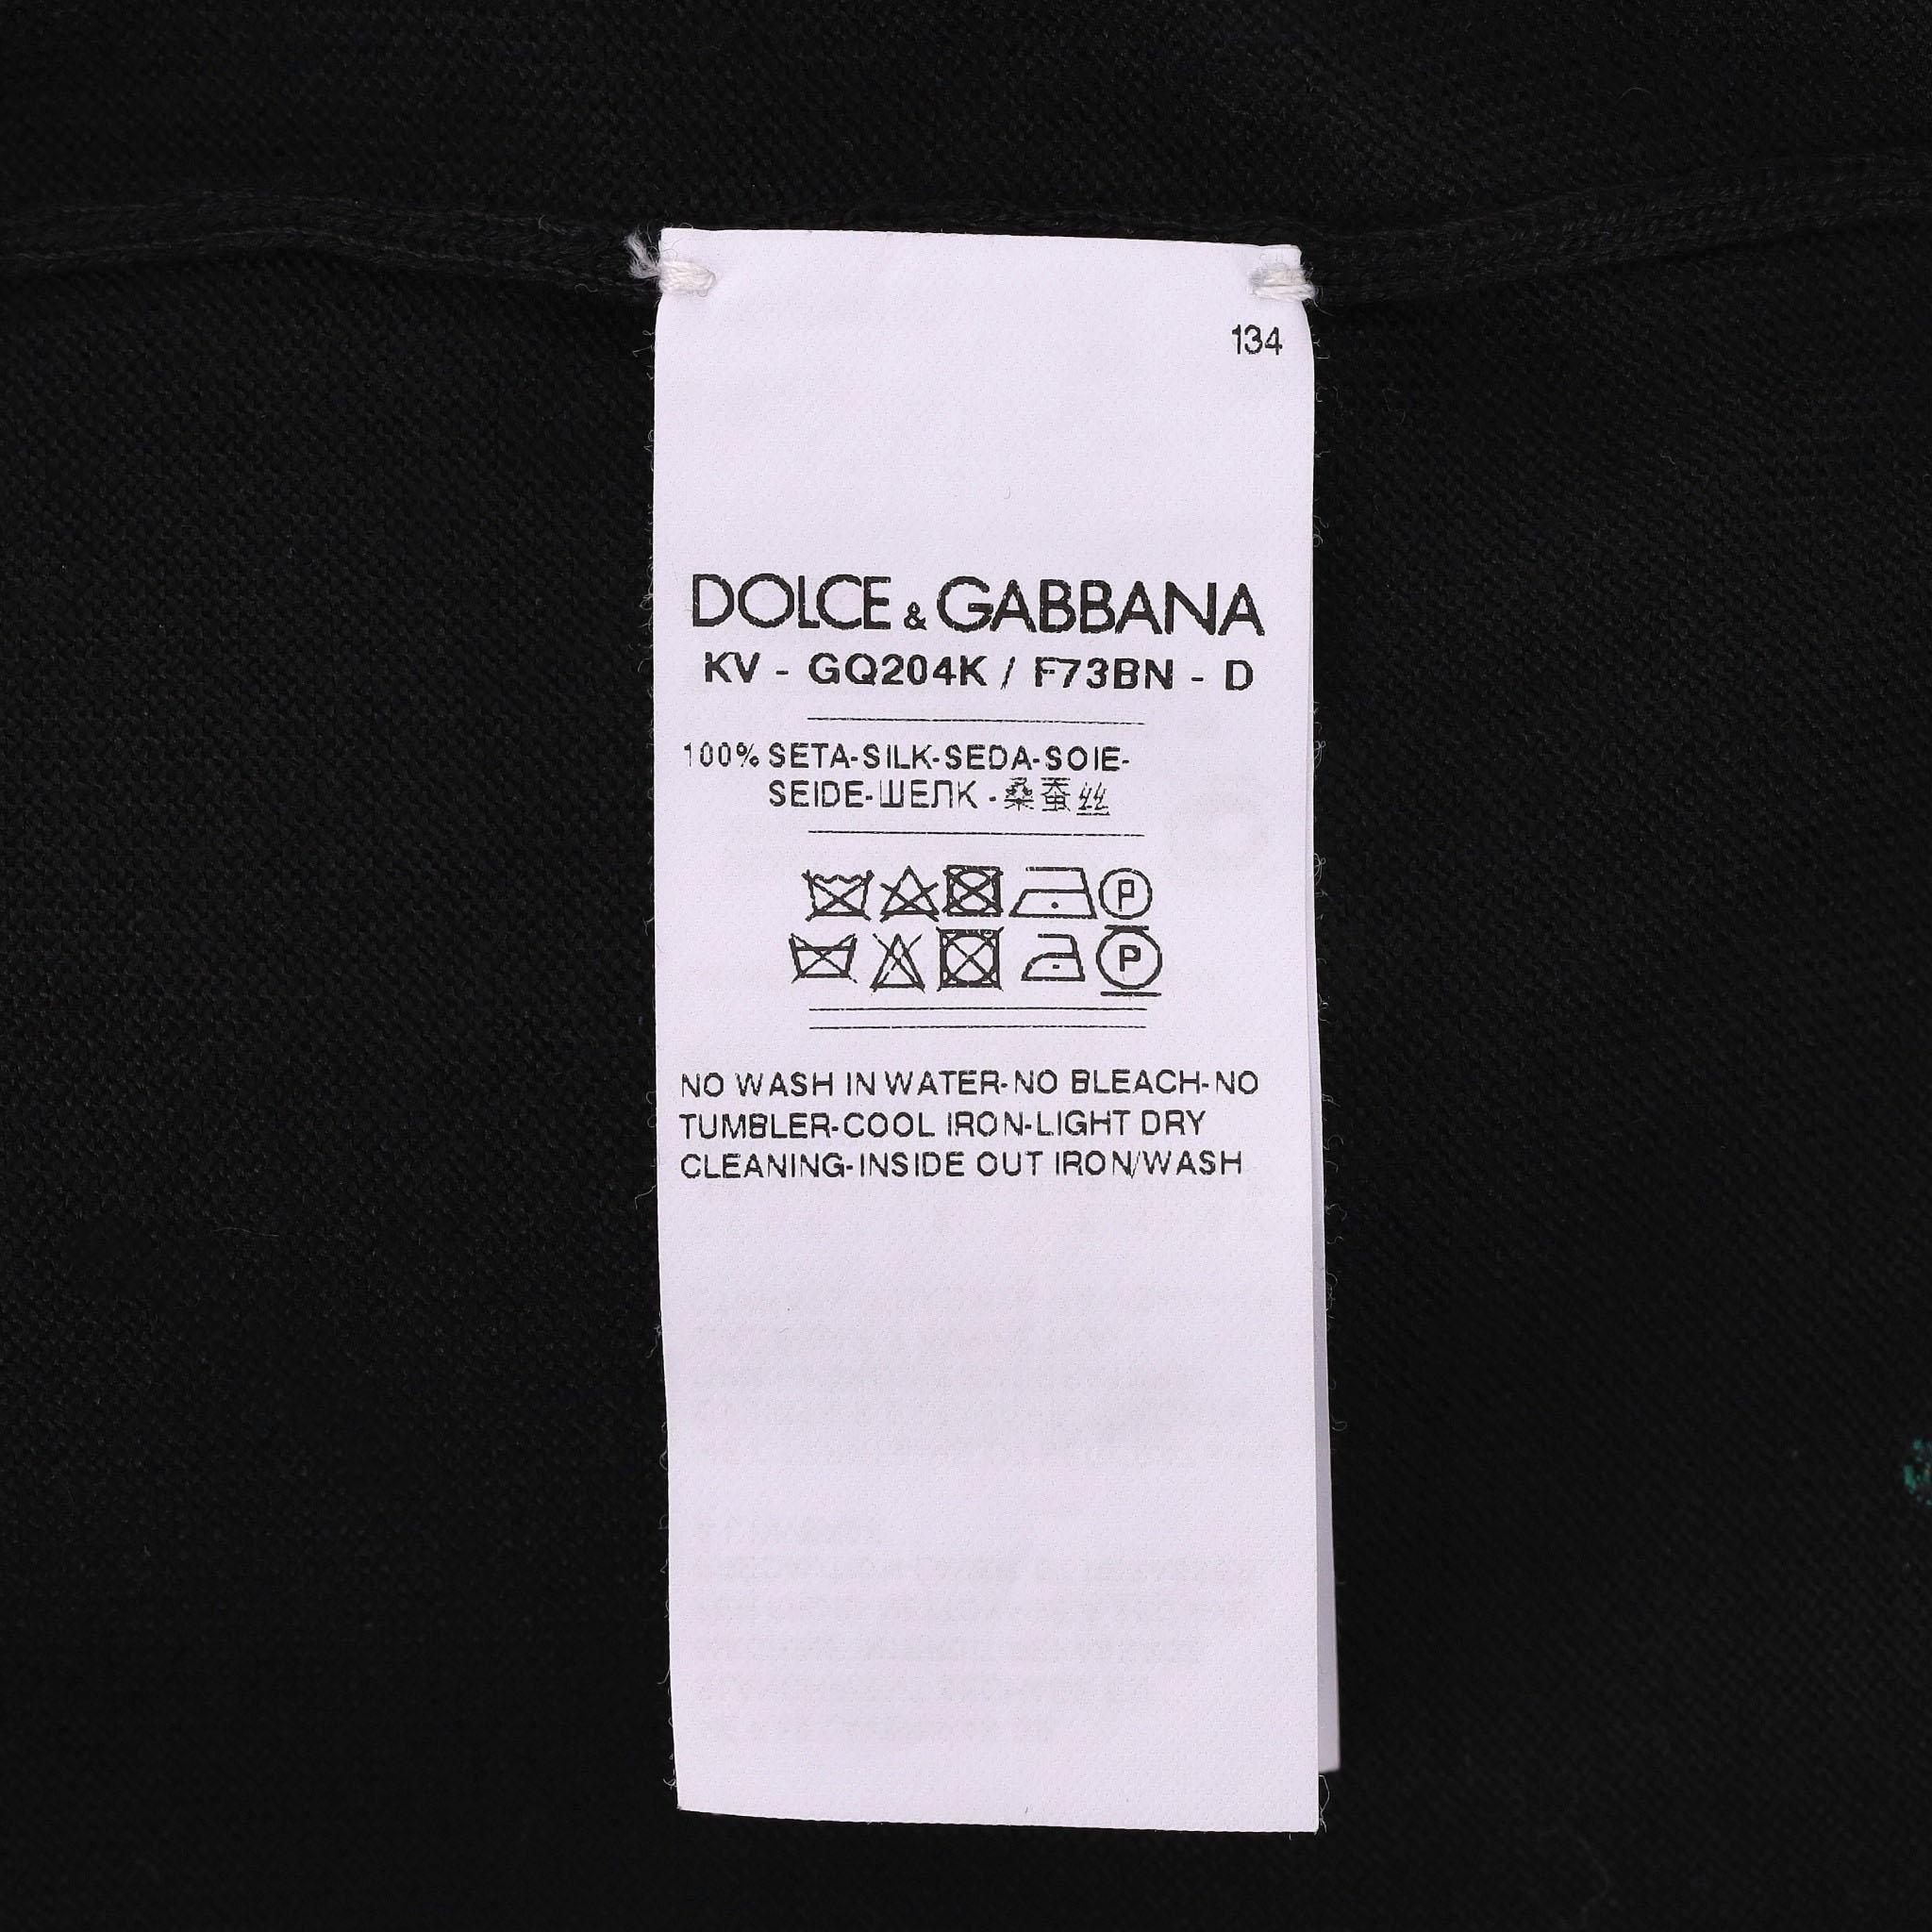 134
DOLCE & GABBANA
KV - GQ204K / F73BN - D
100% SETA-SILK-SEDA-SOIE-
SEIDE-ШЕЛК -桑蚕丝
P
P
NO WASH IN WATER-NO BLEACH-NO
TUMBLER-COOL IRON-LIGHT DRY
CLEANING-INSIDE OUT IRON/WASH